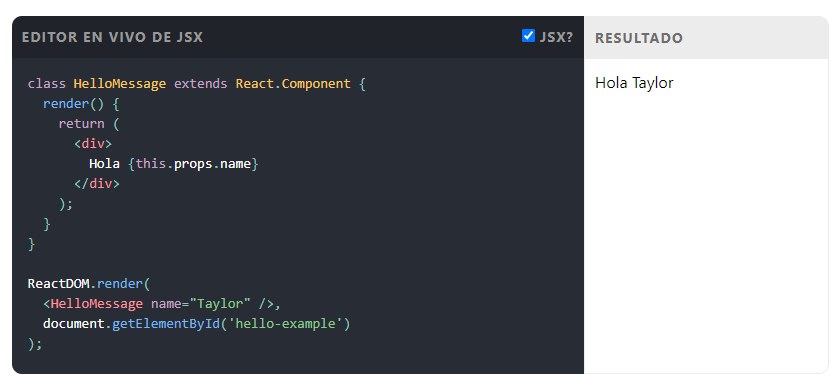 EDITOR EN VIVO DE JSX
JSX?
class HelloMessage extends React.Component {
  render() {
    return (
      <div>
        Hola {this.props.name}
      </div>
    );
  }
}

ReactDOM.render(
  <HelloMessage name="Taylor" />,
  document.getElementById('hello-example')
);
RESULTADO
Hola Taylor